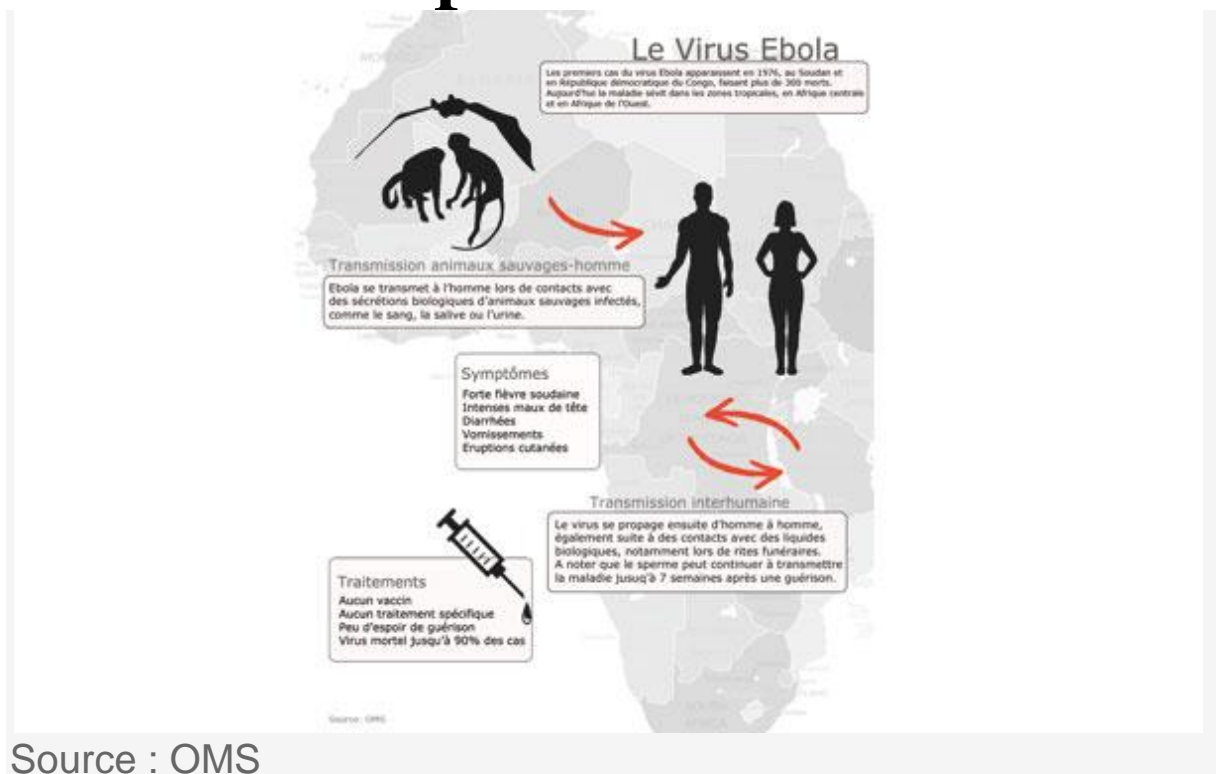 Le Virus Ebola
Les premiers cas du virus Ebola apparaissent en 1976, au Soudan et
en République démocratique du Congo, faisant plus de 300 morts.
Aujourd'hui la maladie sévit dans les zones tropicales, en Afrique centrale
et en Afrique de l'Ouest.
Transmission animaux sauvages-homme
Ebola se transmet à l'homme lors de contacts avec
des sécrétions biologiques d'animaux sauvages infectés,
comme le sang, la salive ou l'urine.
Symptômes
Forte fièvre soudaine
Intenses maux de tête
Diarrhées
Vomissements
Eruptions cutanées
Transmission interhumaine
Le virus se propage ensuite d'homme à homme,
également suite à des contacts avec des liquides
biologiques, notamment lors de rites funéraires.
A noter que le sperme peut continuer à transmettre
la maladie jusuq'à 7 semaines après une guérison.
Traitements
Aucun vaccin
Aucun traitement spécifique
Peu d'espoir de guérison
Virus mortel jusqu'à 90% des cas
Source: OMS
Source : OMS